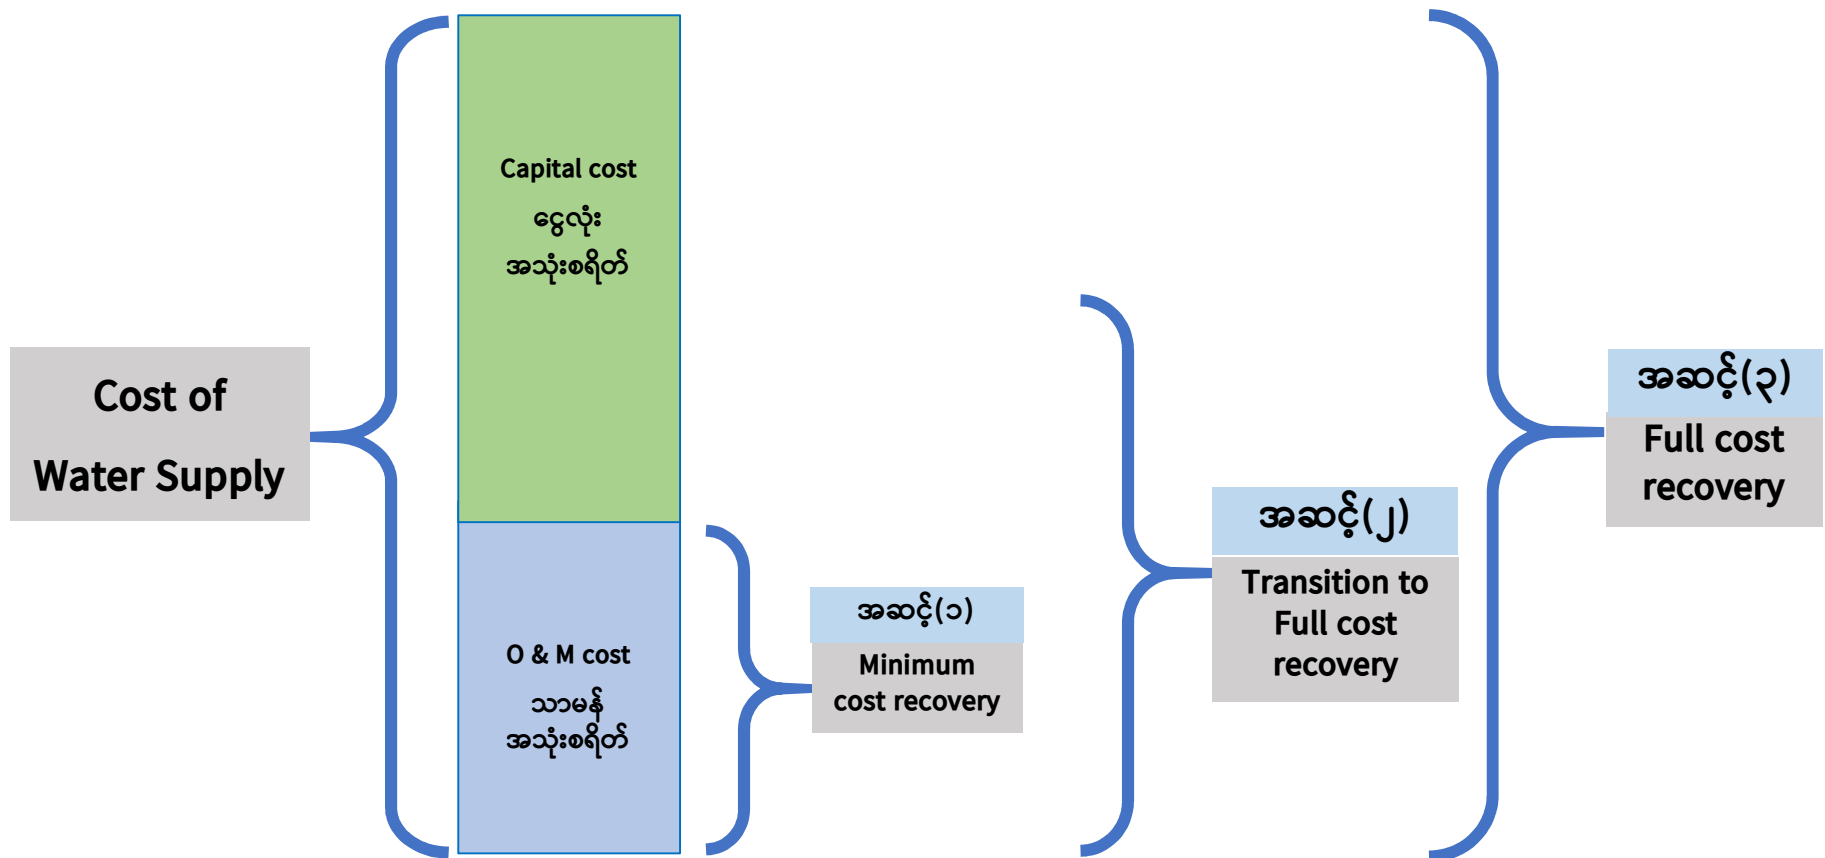 Cost of
Water Supply
Capital cost
ငွေလုံး
အသုံးစရိတ်
O & M cost
သာမန်
အသုံးစရိတ်
အဆင့်(၁)
Minimum
cost recovery
အဆင့်(၂)
Transition to
Full cost
recovery
အဆင့်(၃)
Full cost
recovery